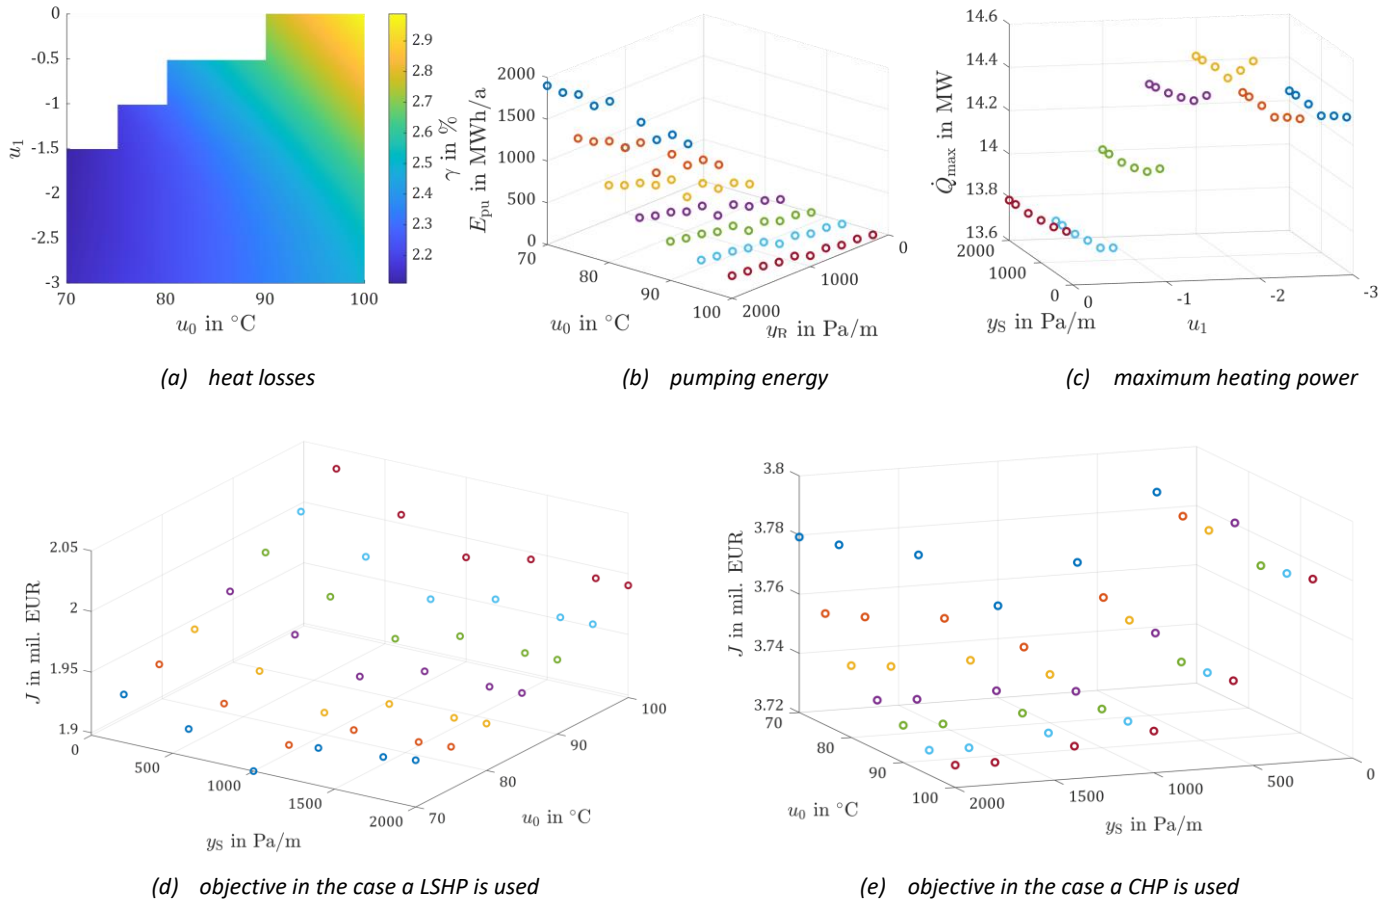 0
-0.5
-1
-1.5
-2
-2.5
-3
u₁
70 80 90 100
u₀ in °C
2.9
2.8
2.7
2.6
2.5
2.4
2.3
2.2
γ in %
(a) heat losses
2000
1500
1000
500
0
E_pu in MWh/a
70 80 90 100
u₀ in °C
2000 1000 0
y_R in Pa/m
(b) pumping energy
14.6
14.4
14.2
14
13.8
13.6
Q̇_max in MW
2000 1000 0
y_S in Pa/m
0 -1 -2 -3
u₁
(c) maximum heating power
2.05
2
1.95
1.9
J in mil. EUR
0 500 1000 1500 2000
y_S in Pa/m
70 80 90 100
u₀ in °C
(d) objective in the case a LSHP is used
3.8
3.78
3.76
3.74
3.72
J in mil. EUR
70 80 90 100
u₀ in °C
2000 1500 1000 500 0
y_S in Pa/m
(e) objective in the case a CHP is used